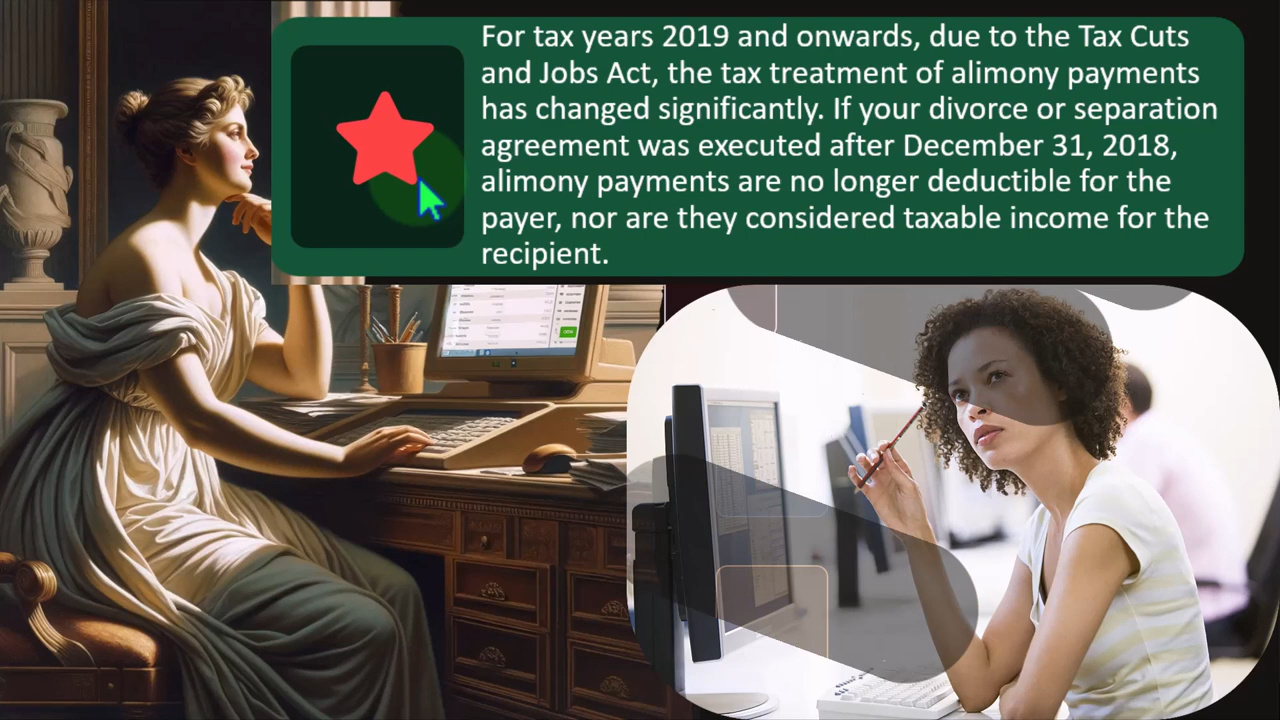 For tax years 2019 and onwards, due to the Tax Cuts
and Jobs Act, the tax treatment of alimony payments
has changed significantly. If your divorce or separation
agreement was executed after December 31, 2018,
alimony payments are no longer deductible for the
payer, nor are they considered taxable income for the
recipient.